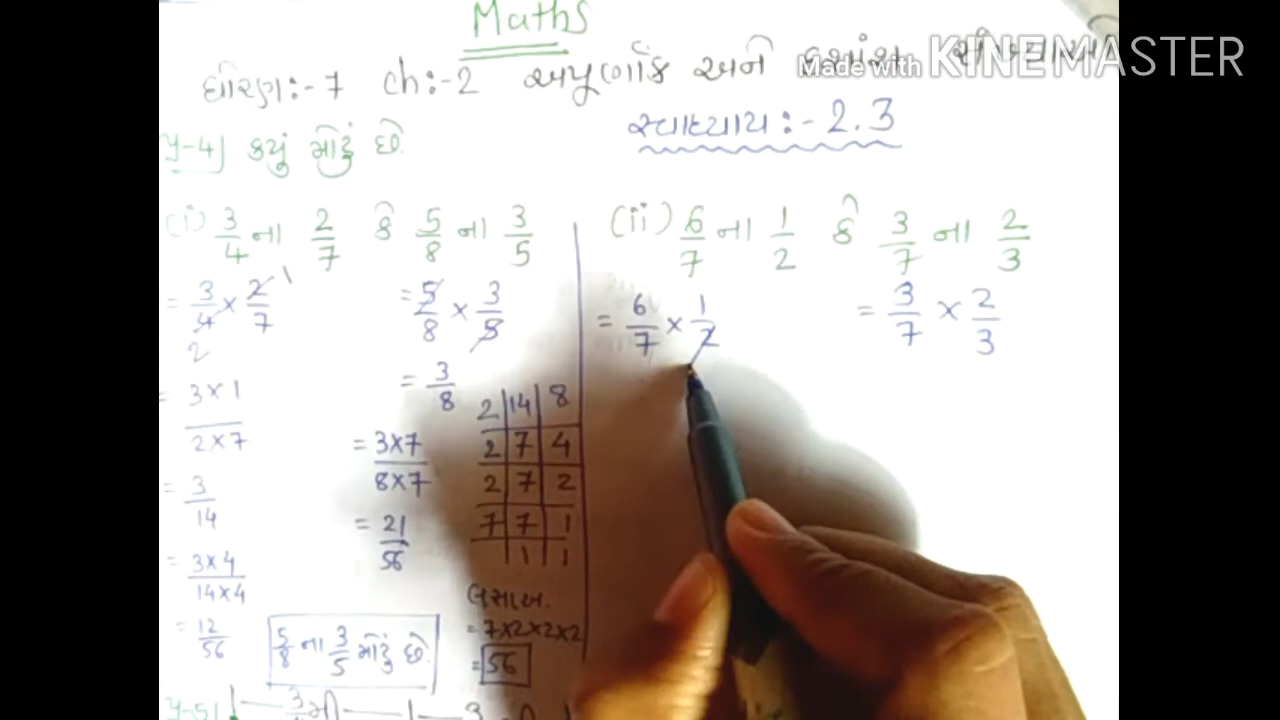 Maths
ધોરણ:- 7 ch:- 2 અપૂર્ણાંક અને દશાંશ
Made with KINEMASTER
સ્વાધ્યાય:- 2.3
પ્ર-4) કયું મોટું છે.
(i) 3/4 ના 2/7 કે 5/8 ના 3/5
(ii) 6/7 ના 1/2 કે 3/7 ના 2/3
= 3/4 × 2/7 1
2
= 5/8 × 3/5
= 6/7 × 1/2
= 3/7 × 2/3
= 3×1 / 2×7
= 3/14
= 3×4 / 14×4
= 12/56
= 3/8
= 3×7 / 8×7
= 21/56
2 14 8
2 7 4
2 7 2
7 7 1
1 1
લ.સા.અ.
= 7×2×2×2
= 56
5/8 ના 3/5 મોટું છે.
પ્ર-5)